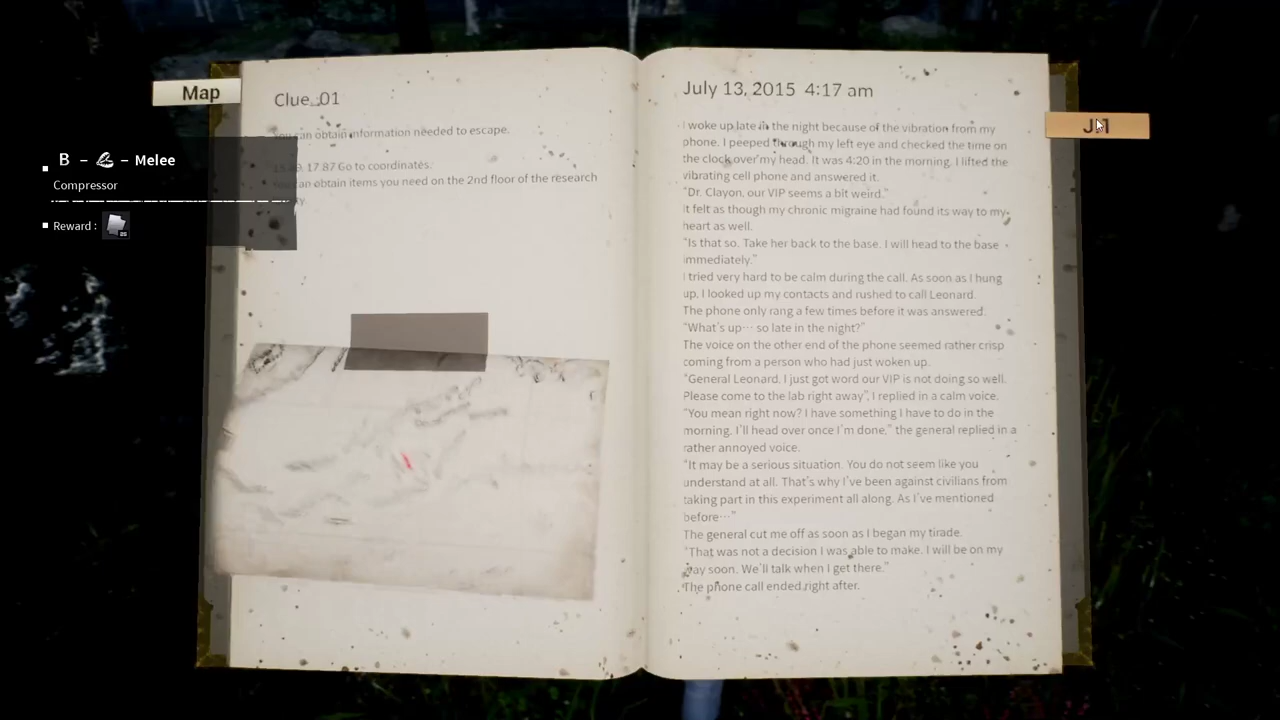 Map
Clue_01
You can obtain information needed to escape.
17.87 Go to coordinates.
You can obtain items you need on the 2nd floor of the research
B - - Melee
Compressor
Reward :
July 13, 2015 4:17 am
I woke up late in the night because of the vibration from my
phone. I peeped through my left eye and checked the time on
the clock over my head. It was 4:20 in the morning. I lifted the
vibrating cell phone and answered it.
"Dr. Clayon, our VIP seems a bit weird."
It felt as though my chronic migraine had found its way to my
heart as well.
"Is that so. Take her back to the base. I will head to the base
immediately."
I tried very hard to be calm during the call. As soon as I hung
up, I looked up my contacts and rushed to call Leonard.
The phone only rang a few times before it was answered.
"What's up… so late in the night?"
The voice on the other end of the phone seemed rather crisp
coming from a person who had just woken up.
"General Leonard, I just got word our VIP is not doing so well.
Please come to the lab right away", I replied in a calm voice.
"You mean right now? I have something I have to do in the
morning. I'll head over once I'm done," the general replied in a
rather annoyed voice.
"It may be a serious situation. You do not seem like you
understand at all. That's why I've been against civilians from
taking part in this experiment all along. As I've mentioned
before…"
The general cut me off as soon as I began my tirade.
"That was not a decision I was able to make. I will be on my
way soon. We'll talk when I get there."
The phone call ended right after.